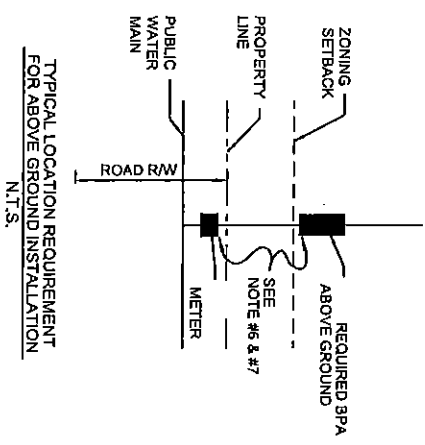 ZONING
SETBACK
PROPERTY
LINE
PUBLIC
WATER
MAIN
ROAD R/W
REQUIRED BPA
ABOVE GROUND
SEE
NOTE #6 & #7
METER
TYPICAL LOCATION REQUIREMENT
FOR ABOVE GROUND INSTALLATION
N.T.S.